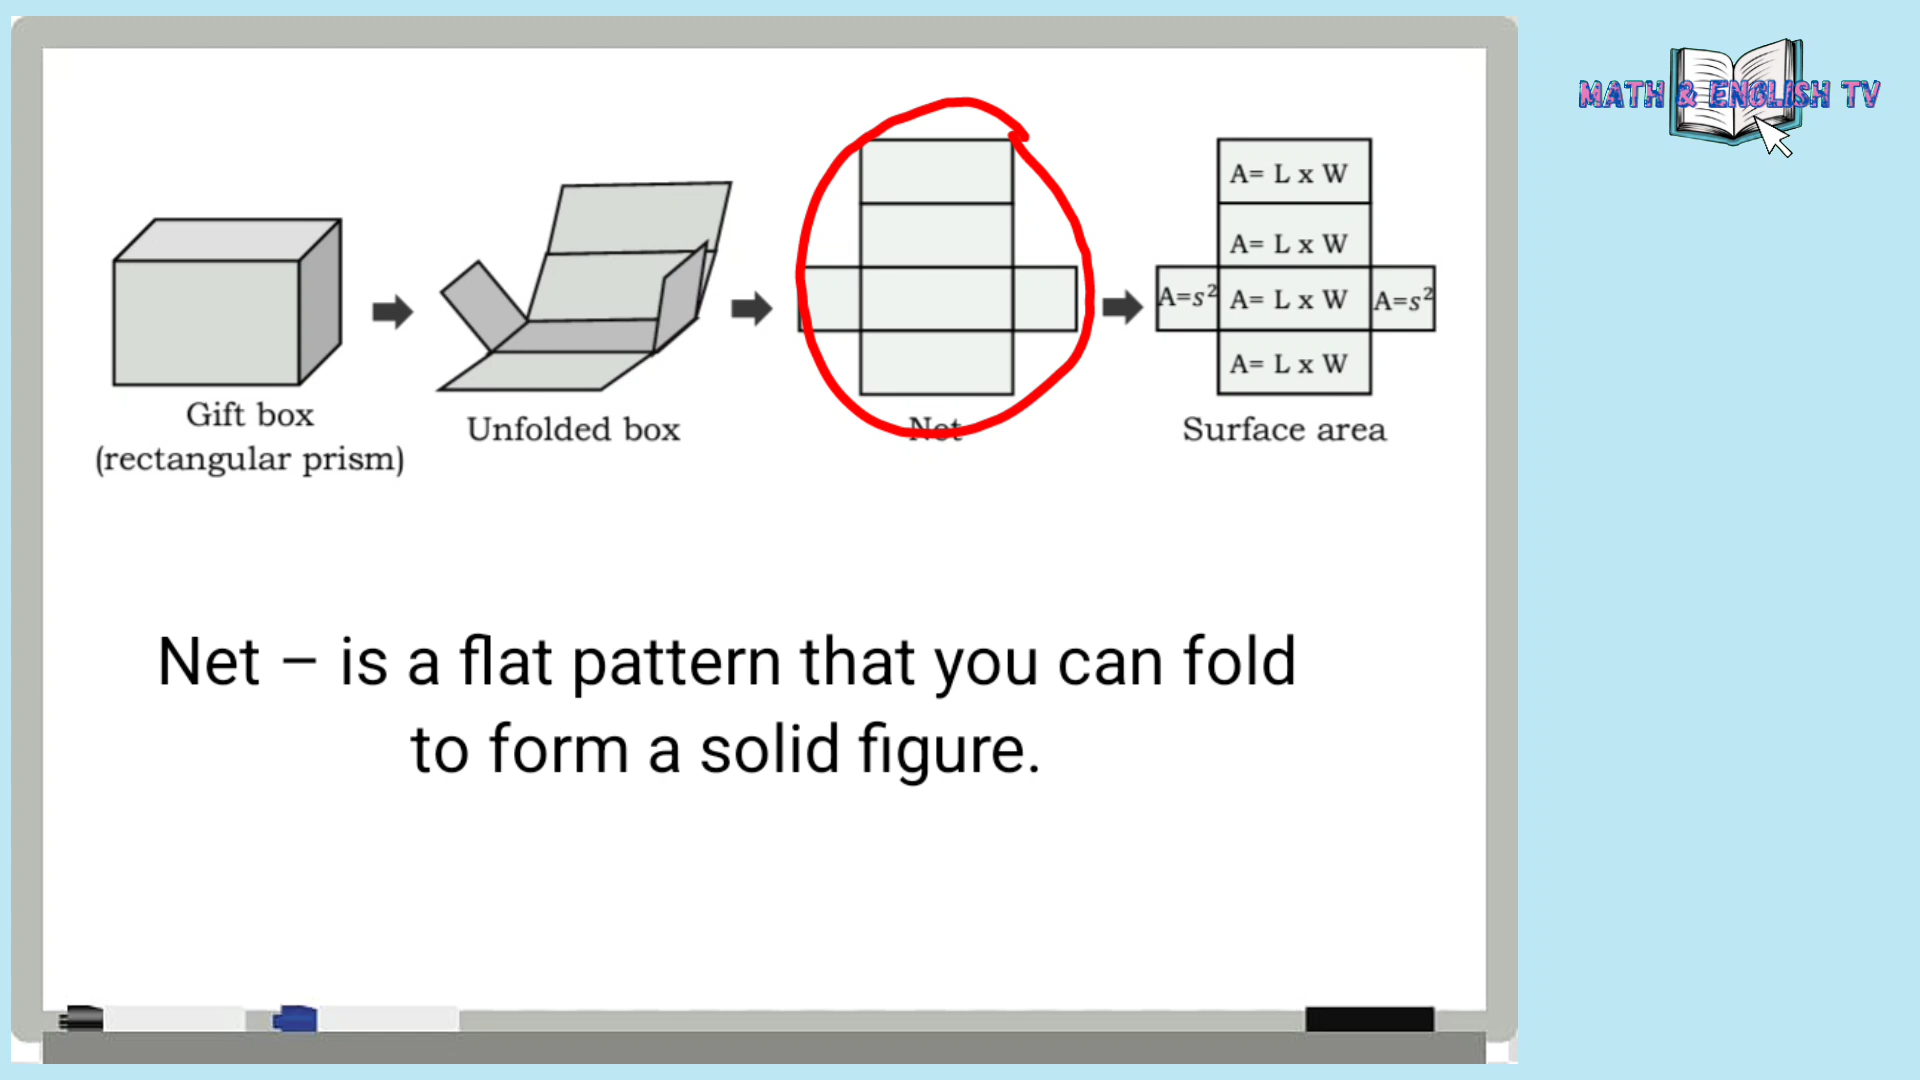 MATH & ENGLISH TV
A= L x W
A= L x W
A=s² A= L x W A=s²
A= L x W
Gift box
(rectangular prism)
Unfolded box
Net
Surface area
Net – is a flat pattern that you can fold
to form a solid figure.